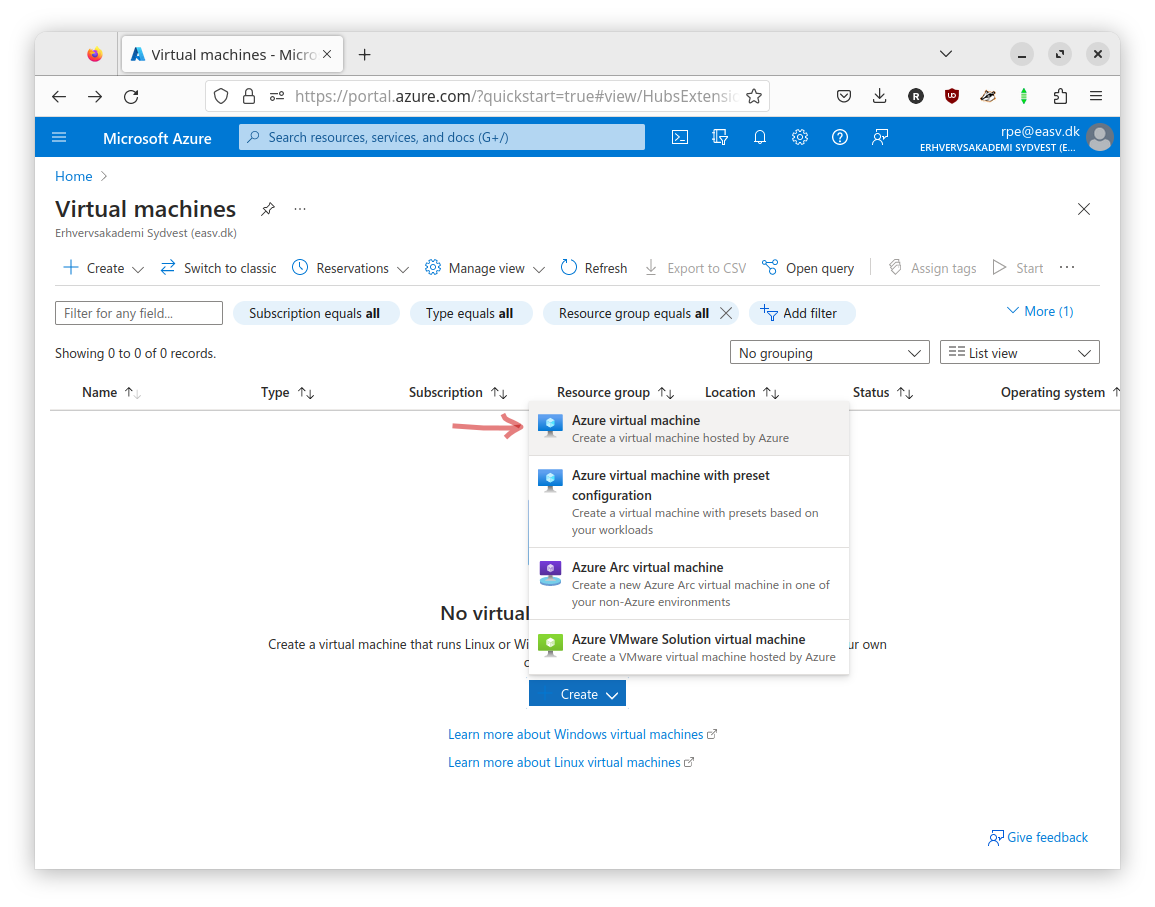 Virtual machines - Micro
https://portal.azure.com/?quickstart=true#view/HubsExtensio
R
Microsoft Azure
Search resources, services, and docs (G+/)
rpe@easv.dk
ERHVERVSAKADEMI SYDVEST (E...
Home
Virtual machines
Erhvervsakademi Sydvest (easv.dk)
Create
Switch to classic
Reservations
Manage view
Refresh
Export to CSV
Open query
Assign tags
Start
Filter for any field...
Subscription equals all
Type equals all
Resource group equals all
Add filter
More (1)
Showing 0 to 0 of 0 records.
No grouping
List view
Name
Type
Subscription
Resource group
Location
Status
Operating system
Azure virtual machine
Create a virtual machine hosted by Azure
Azure virtual machine with preset
configuration
Create a virtual machine with presets based on
your workloads
Azure Arc virtual machine
Create a new Azure Arc virtual machine in one of
your non-Azure environments
Azure VMware Solution virtual machine
Create a VMware virtual machine hosted by Azure
No virtual
Create a virtual machine that runs Linux or Wi
ur own
Create
Learn more about Windows virtual machines
Learn more about Linux virtual machines
Give feedback